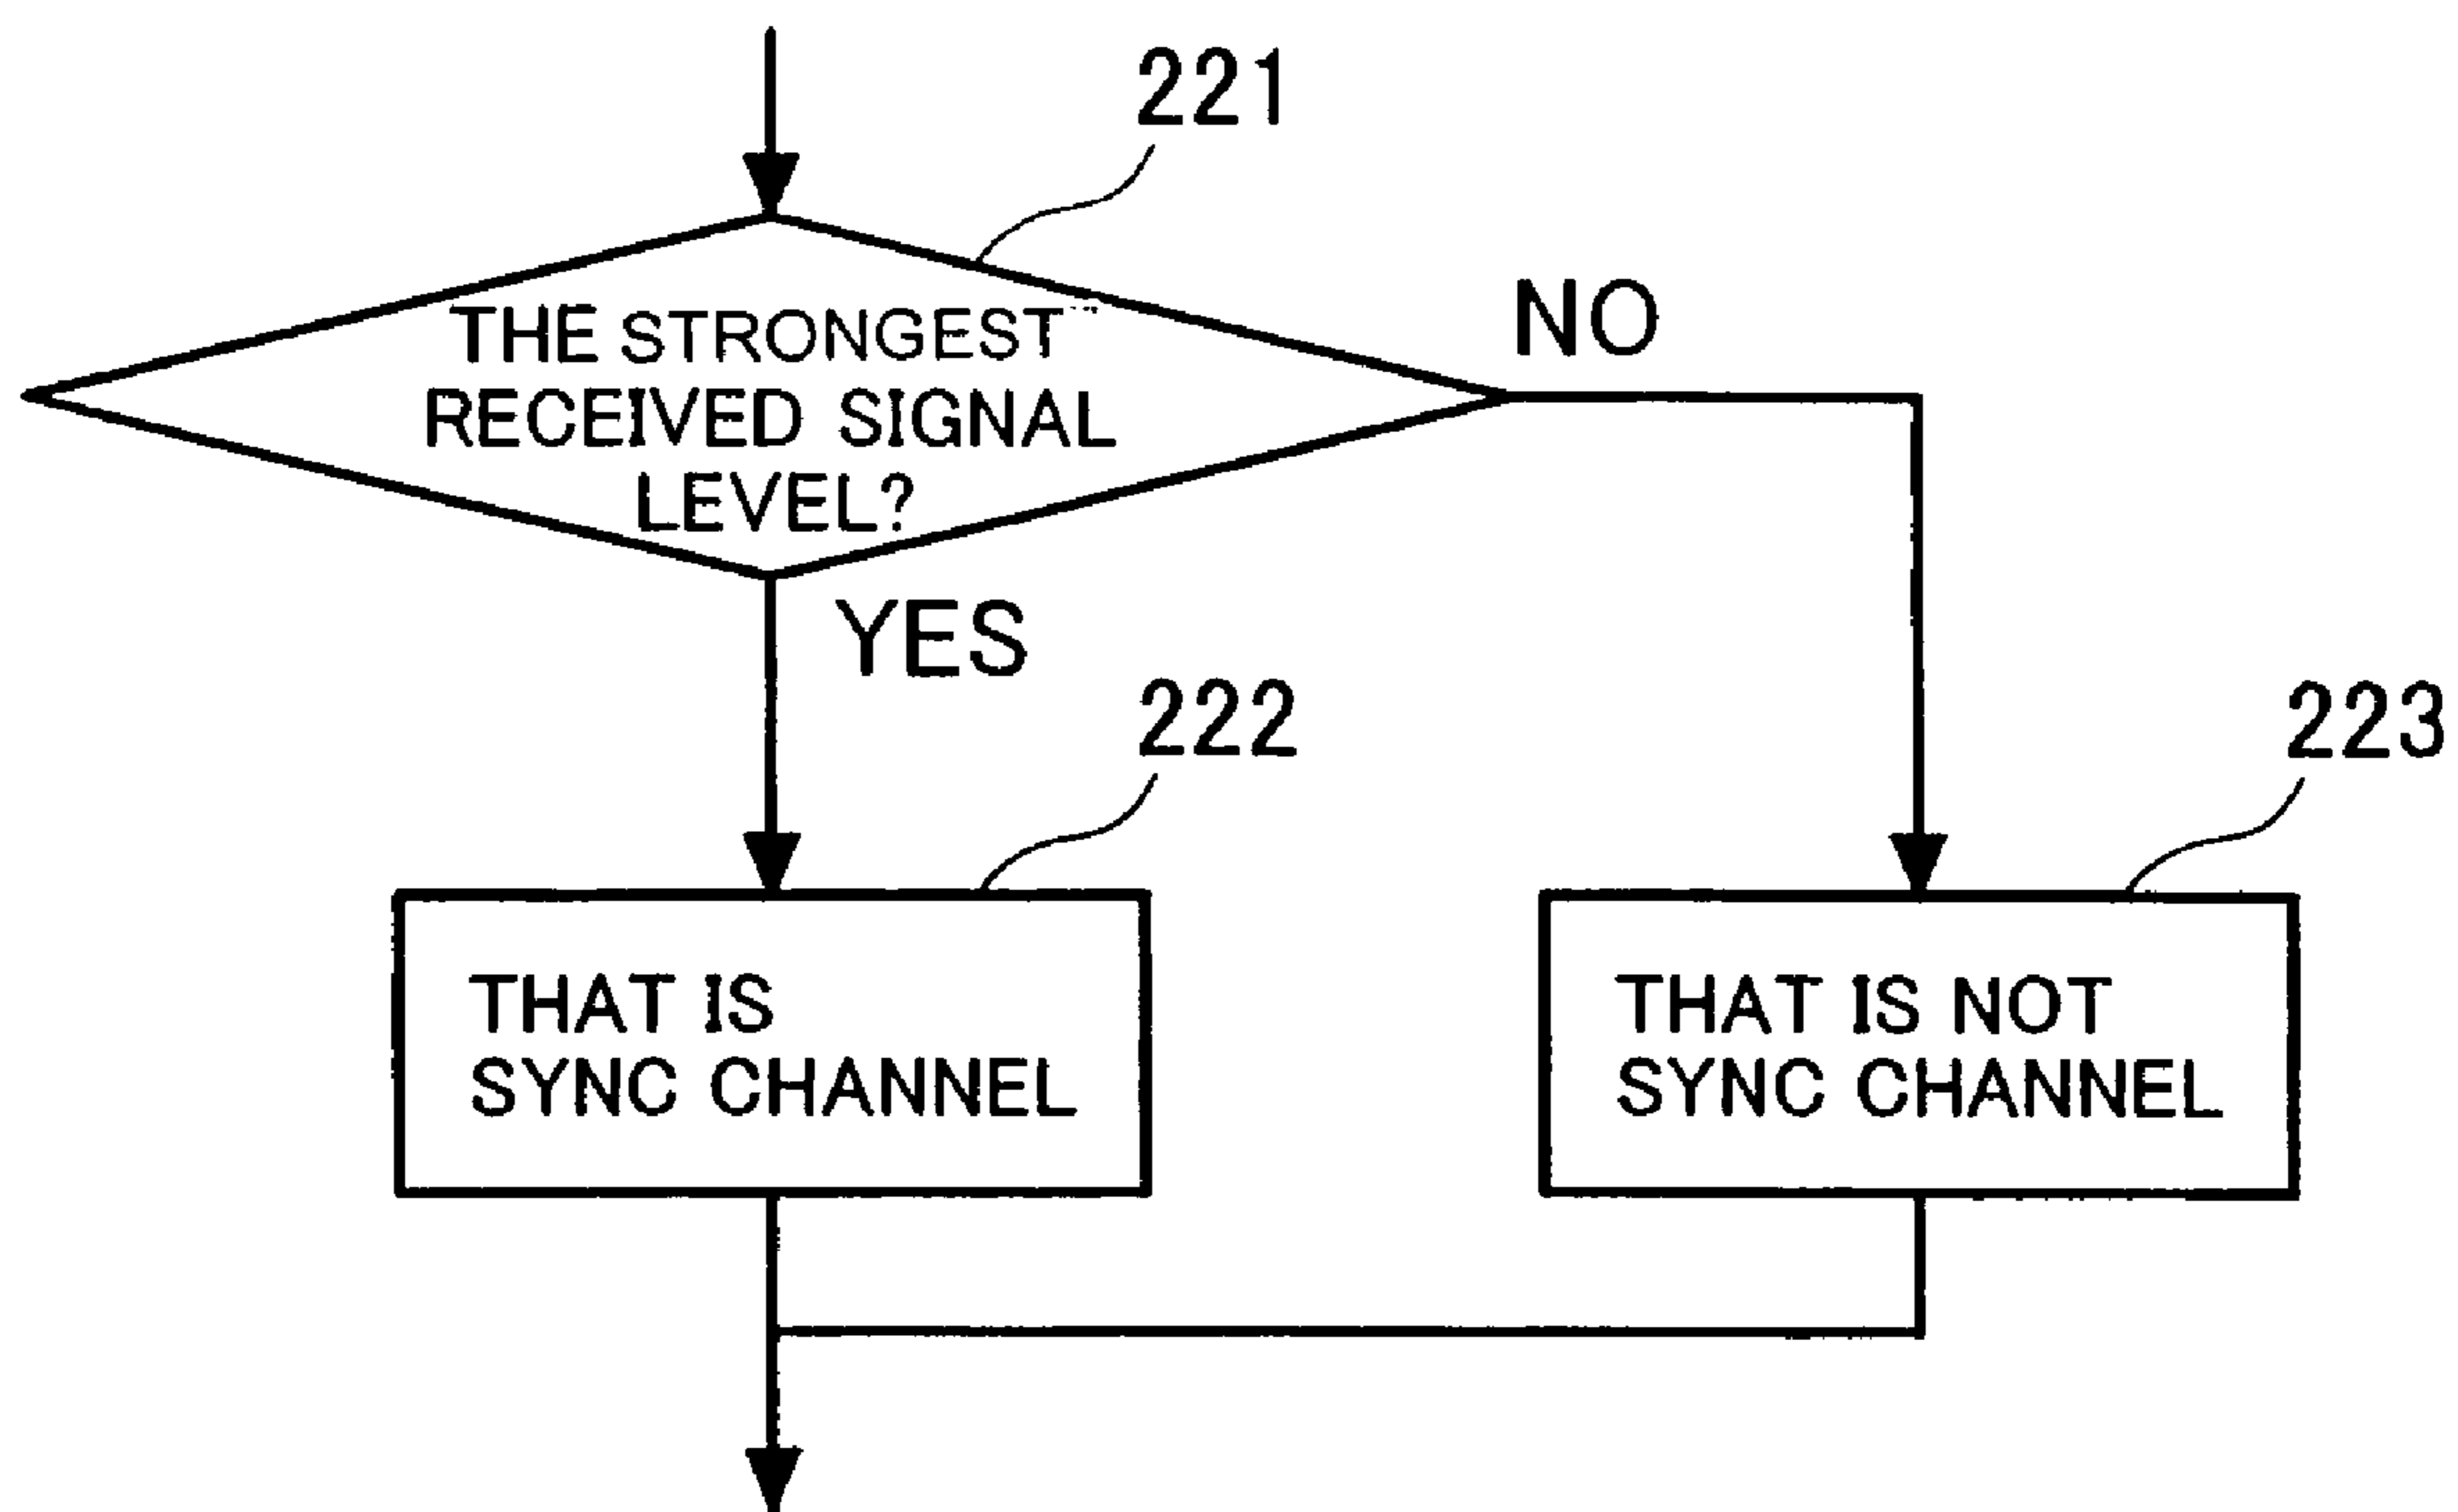 221
THE STRONGEST
RECEIVED SIGNAL
LEVEL?
NO
YES
222
223
THAT IS
SYNC CHANNEL
THAT IS NOT
SYNC CHANNEL